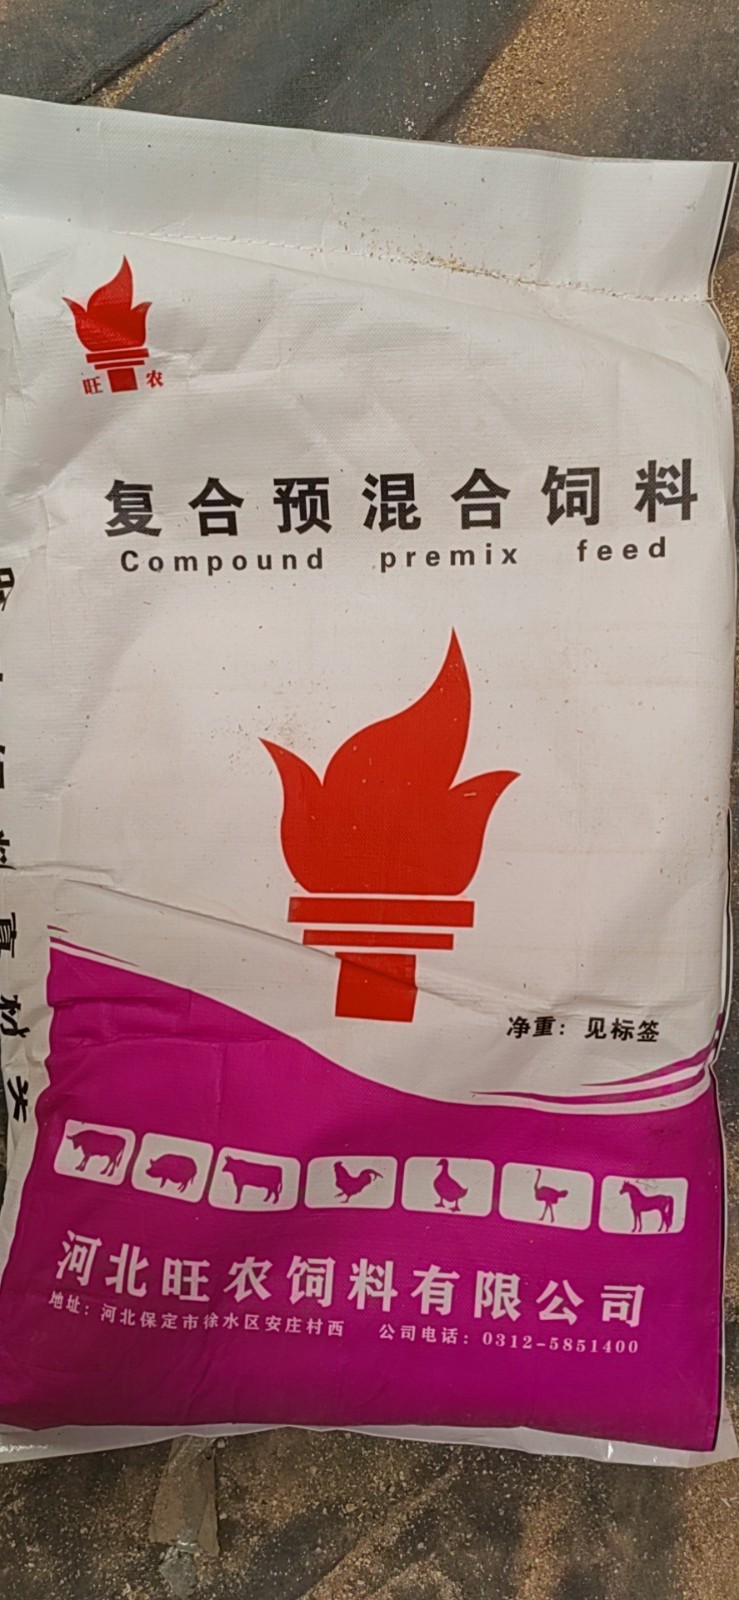 旺农
复合预混合饲料
Compound premix feed
净重：见标签
河北旺农饲料有限公司
地址：河北保定市徐水区安庄村西 公司电话：0312-5851400